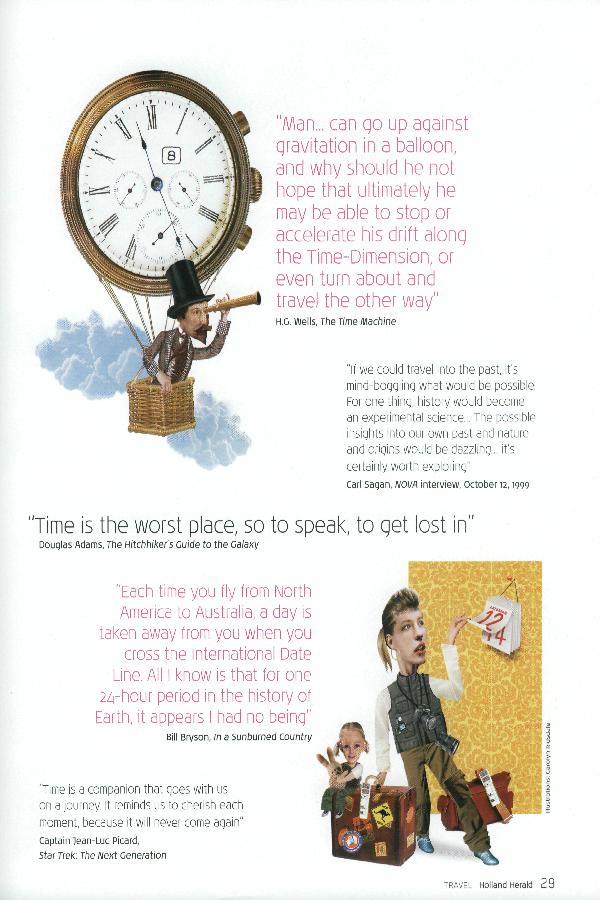 "Man... can go up against
gravitation in a balloon,
and why should he not
hope that ultimately he
may be able to stop or
accelerate his drift along
the Time-Dimension, or
even turn about and
travel the other way"
H.G. Wells, The Time Machine
8
"If we could travel into the past, it's
mind-boggling what would be possible.
For one thing, history would become
an experimental science... The possible
insights into our own past and nature
and origins would be dazzling... it's
certainly worth exploring"
Carl Sagan, NOVA interview, October 12, 1999
"Time is the worst place, so to speak, to get lost in"
Douglas Adams, The Hitchhiker's Guide to the Galaxy
"Each time you fly from North
America to Australia, a day is
taken away from you when you
cross the International Date
Line. All I know is that for one
24-hour period in the history of
Earth, it appears I had no being"
Bill Bryson, In a Sunburned Country
12
14
"Time is a companion that goes with us
on a journey. It reminds us to cherish each
moment, because it will never come again"
Captain Jean-Luc Picard,
Star Trek: The Next Generation
TRAVEL Holland Herald 29